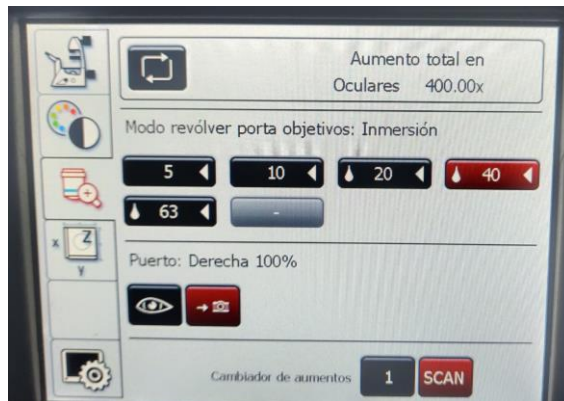 Aumento total en
Oculares 400.00x
Modo revólver porta objetivos: Inmersión
5 10 20 40
63 -
Puerto: Derecha 100%
Cambiador de aumentos 1 SCAN
x Z
y